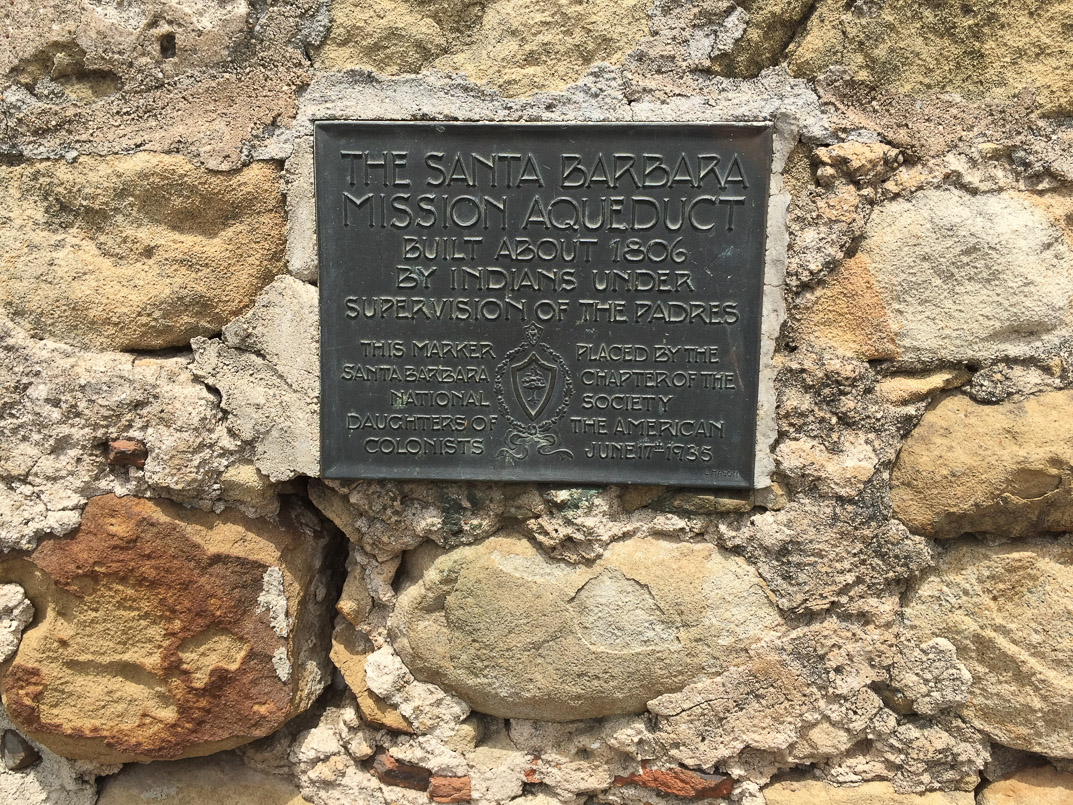 THE SANTA BARBARA
MISSION AQUEDUCT
BUILT ABOUT 1806
BY INDIANS UNDER
SUPERVISION OF THE PADRES
THIS MARKER PLACED BY THE
SANTA BARBARA CHAPTER OF THE
NATIONAL SOCIETY
DAUGHTERS OF THE AMERICAN
COLONISTS JUNE 17TH 1935